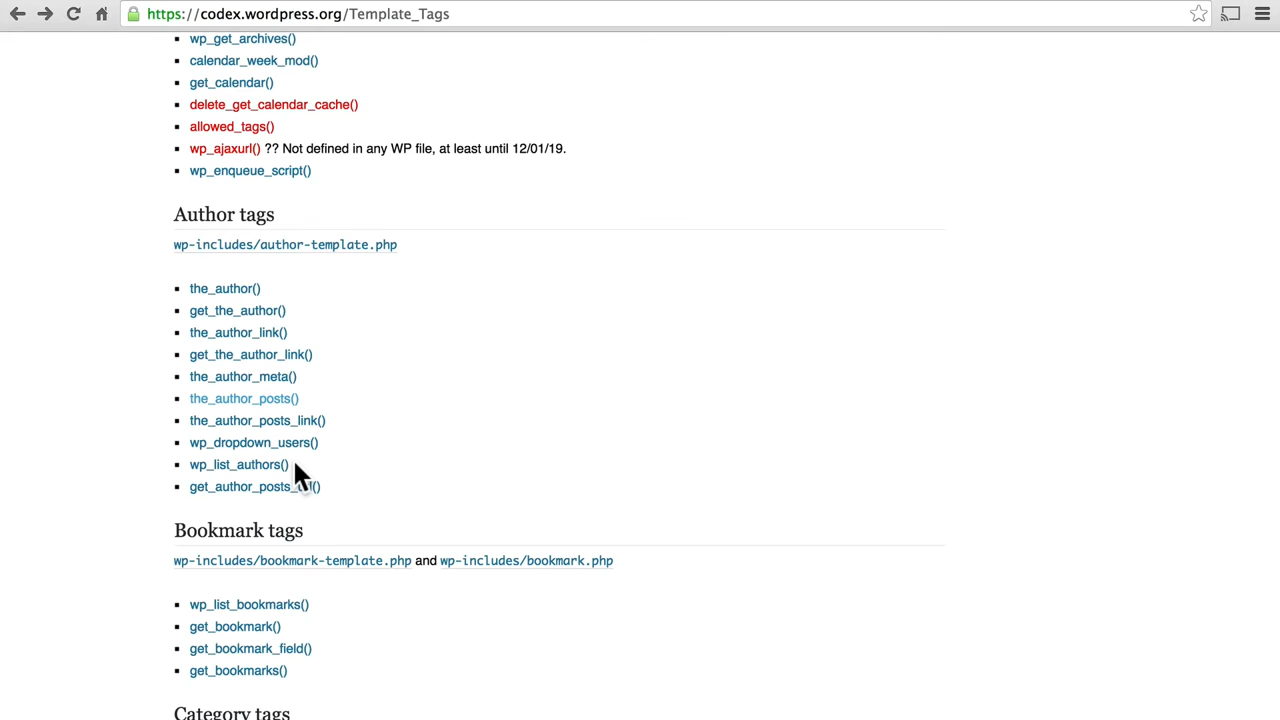 https://codex.wordpress.org/Template_Tags
wp_get_archives()
calendar_week_mod()
get_calendar()
delete_get_calendar_cache()
allowed_tags()
wp_ajaxurl() ?? Not defined in any WP file, at least until 12/01/19.
wp_enqueue_script()
Author tags
wp-includes/author-template.php
the_author()
get_the_author()
the_author_link()
get_the_author_link()
the_author_meta()
the_author_posts()
the_author_posts_link()
wp_dropdown_users()
wp_list_authors()
get_author_posts_url()
Bookmark tags
wp-includes/bookmark-template.php and wp-includes/bookmark.php
wp_list_bookmarks()
get_bookmark()
get_bookmark_field()
get_bookmarks()
Category tags